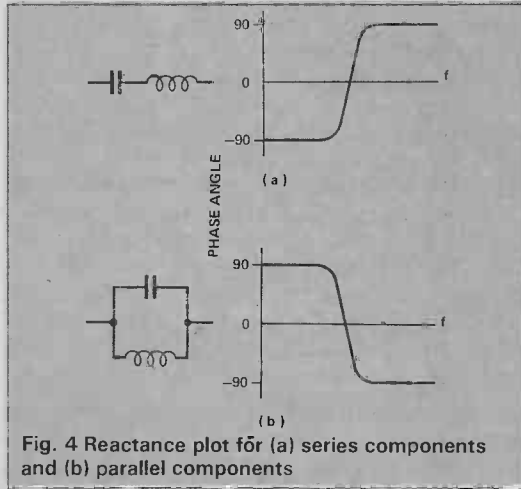 90
0
f
-90
(a)
PHASE ANGLE
90
0
f
-90
(b)
Fig. 4 Reactance plot for (a) series components
and (b) parallel components